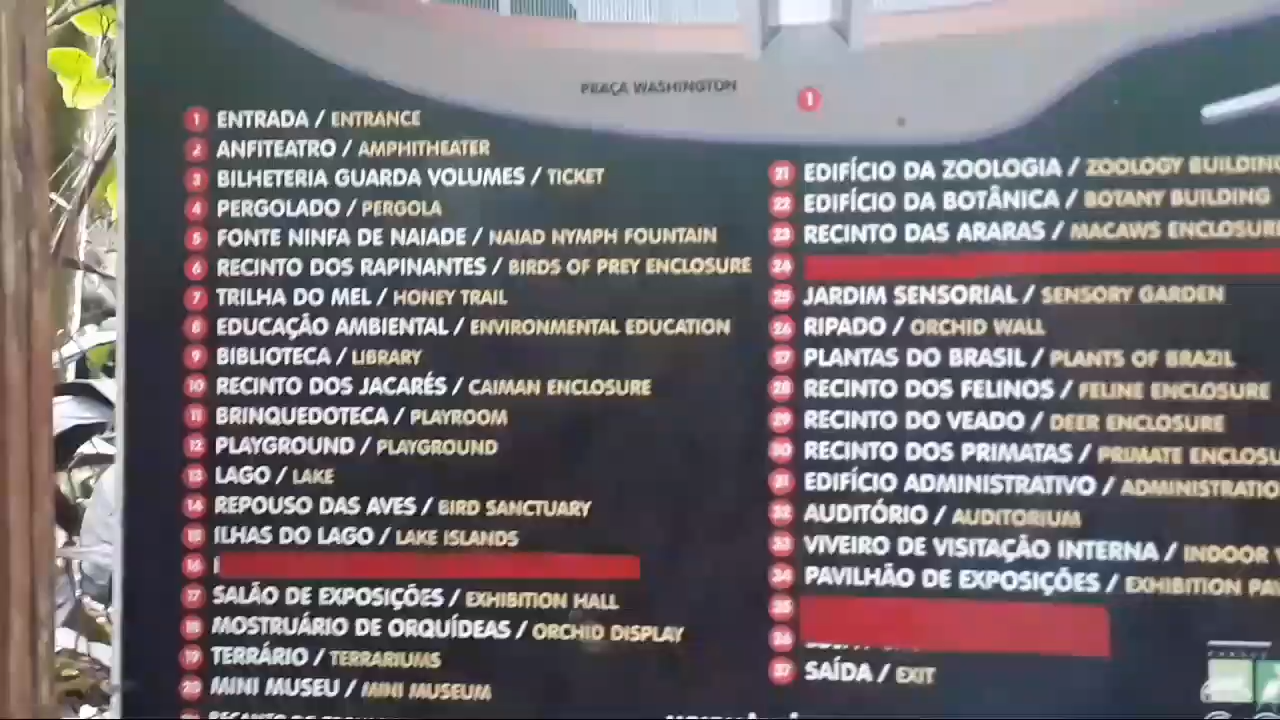 PRAÇA WASHINGTON
1
1 ENTRADA / ENTRANCE
2 ANFITEATRO / AMPHITHEATER
3 BILHETERIA GUARDA VOLUMES / TICKET
4 PERGOLADO / PERGOLA
5 FONTE NINFA DE NAIADE / NAIAD NYMPH FOUNTAIN
6 RECINTO DOS RAPINANTES / BIRDS OF PREY ENCLOSURE
7 TRILHA DO MEL / HONEY TRAIL
8 EDUCAÇÃO AMBIENTAL / ENVIRONMENTAL EDUCATION
9 BIBLIOTECA / LIBRARY
10 RECINTO DOS JACARÉS / CAIMAN ENCLOSURE
11 BRINQUEDOTECA / PLAYROOM
12 PLAYGROUND / PLAYGROUND
13 LAGO / LAKE
14 REPOUSO DAS AVES / BIRD SANCTUARY
15 ILHAS DO LAGO / LAKE ISLANDS
16
17 SALÃO DE EXPOSIÇÕES / EXHIBITION HALL
18 MOSTRUÁRIO DE ORQUÍDEAS / ORCHID DISPLAY
19 TERRÁRIO / TERRARIUMS
20 MINI MUSEU / MINI MUSEUM
21 EDIFÍCIO DA ZOOLOGIA / ZOOLOGY BUILDIN
22 EDIFÍCIO DA BOTÂNICA / BOTANY BUILDING
23 RECINTO DAS ARARAS / MACAWS ENCLOSUR
24
25 JARDIM SENSORIAL / SENSORY GARDEN
26 RIPADO / ORCHID WALL
27 PLANTAS DO BRASIL / PLANTS OF BRAZIL
28 RECINTO DOS FELINOS / FELINE ENCLOSURE
29 RECINTO DO VEADO / DEER ENCLOSURE
30 RECINTO DOS PRIMATAS / PRIMATE ENCLOSU
31 EDIFÍCIO ADMINISTRATIVO / ADMINISTRATIO
32 AUDITÓRIO / AUDITORIUM
33 VIVEIRO DE VISITAÇÃO INTERNA / INDOOR
34 PAVILHÃO DE EXPOSIÇÕES / EXHIBITION PA
35
36
37 SAÍDA / EXIT